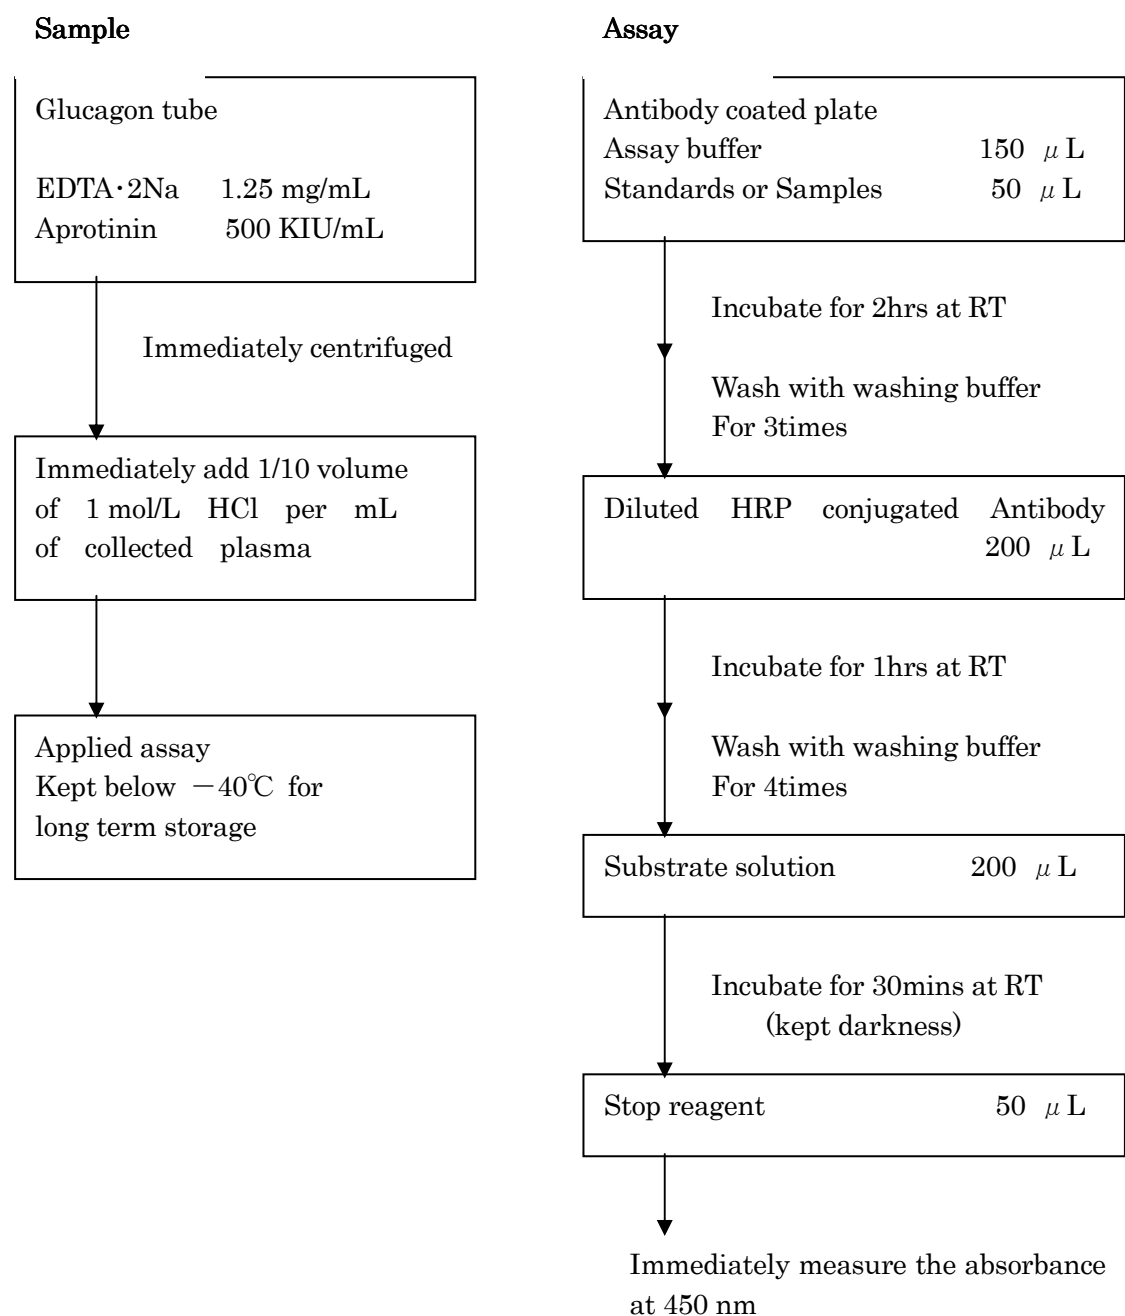 Sample
Glucagon tube
EDTA･2Na 1.25 mg/mL
Aprotinin 500 KIU/mL
Immediately centrifuged
Immediately add 1/10 volume
of 1 mol/L HCl per mL
of collected plasma
Applied assay
Kept below －40℃ for
long term storage
Assay
Antibody coated plate
Assay buffer 150 μL
Standards or Samples 50 μL
Incubate for 2hrs at RT
Wash with washing buffer
For 3times
Diluted HRP conjugated Antibody
200 μL
Incubate for 1hrs at RT
Wash with washing buffer
For 4times
Substrate solution 200 μL
Incubate for 30mins at RT
(kept darkness)
Stop reagent 50 μL
Immediately measure the absorbance
at 450 nm